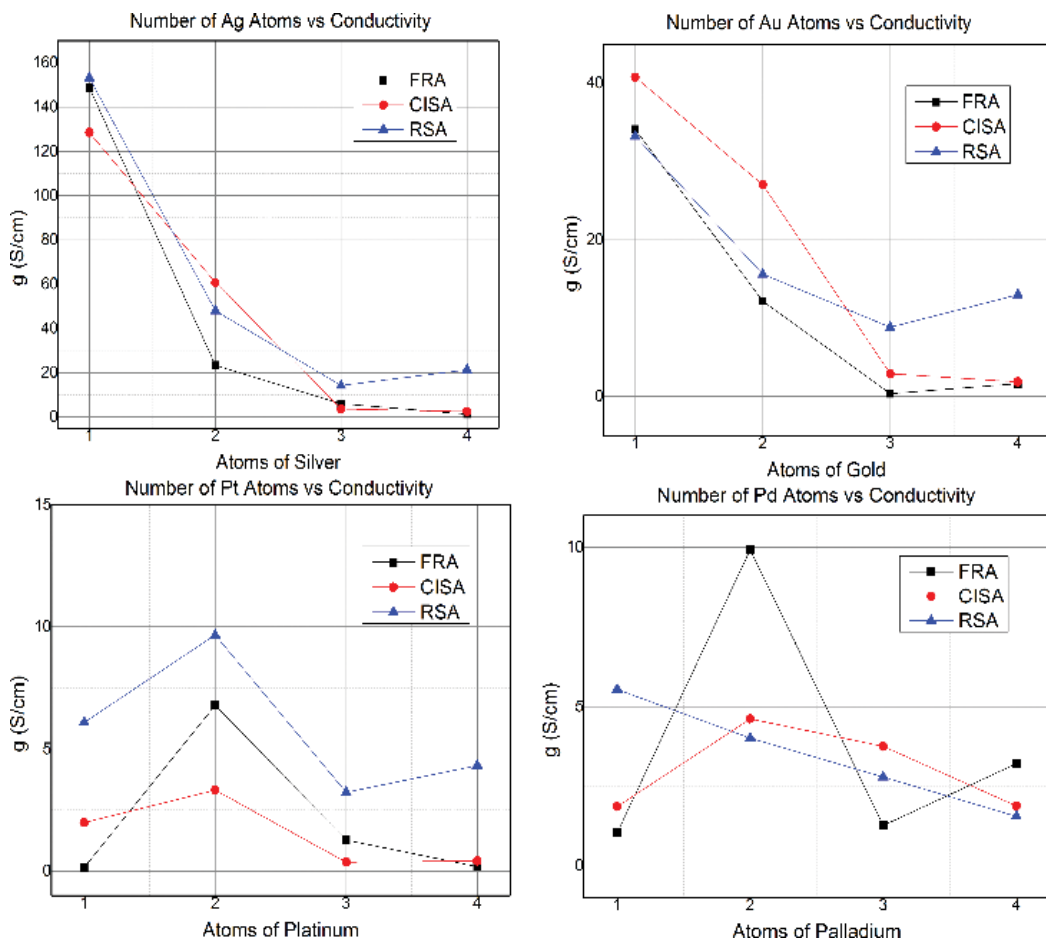 Number of Ag Atoms vs Conductivity
160
140
120
100
80
60
40
20
0
g (S/cm)
FRA
CISA
RSA
1 2 3 4
Atoms of Silver
Number of Au Atoms vs Conductivity
40
20
0
g (S/cm)
FRA
CISA
RSA
1 2 3 4
Atoms of Gold
Number of Pt Atoms vs Conductivity
15
10
5
0
g (S/cm)
FRA
CISA
RSA
1 2 3 4
Atoms of Platinum
Number of Pd Atoms vs Conductivity
10
5
0
g (S/cm)
FRA
CISA
RSA
1 2 3 4
Atoms of Palladium